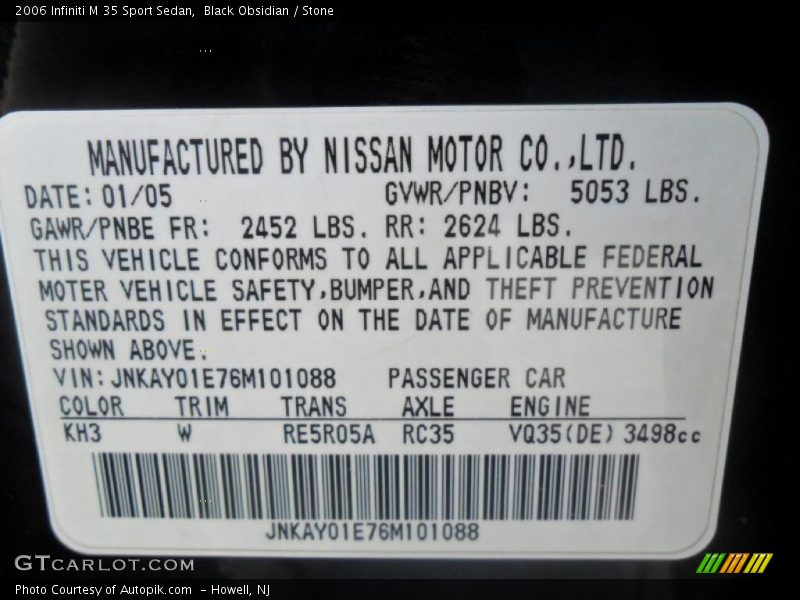 2006 Infiniti M 35 Sport Sedan,  Black Obsidian / Stone
MANUFACTURED BY NISSAN MOTOR CO.,LTD.
DATE: 01/05 GVWR/PNBV: 5053 LBS.
GAWR/PNBE FR: 2452 LBS. RR: 2624 LBS.
THIS VEHICLE CONFORMS TO ALL APPLICABLE FEDERAL
MOTER VEHICLE SAFETY,BUMPER,AND THEFT PREVENTION
STANDARDS IN EFFECT ON THE DATE OF MANUFACTURE
SHOWN ABOVE.
VIN: JNKAY01E76M101088 PASSENGER CAR
COLOR TRIM TRANS AXLE ENGINE
KH3 W RE5R05A RC35 VQ35(DE) 3498cc
JNKAY01E76M101088
GTCARLOT.COM
Photo Courtesy of Autopik.com  - Howell, NJ